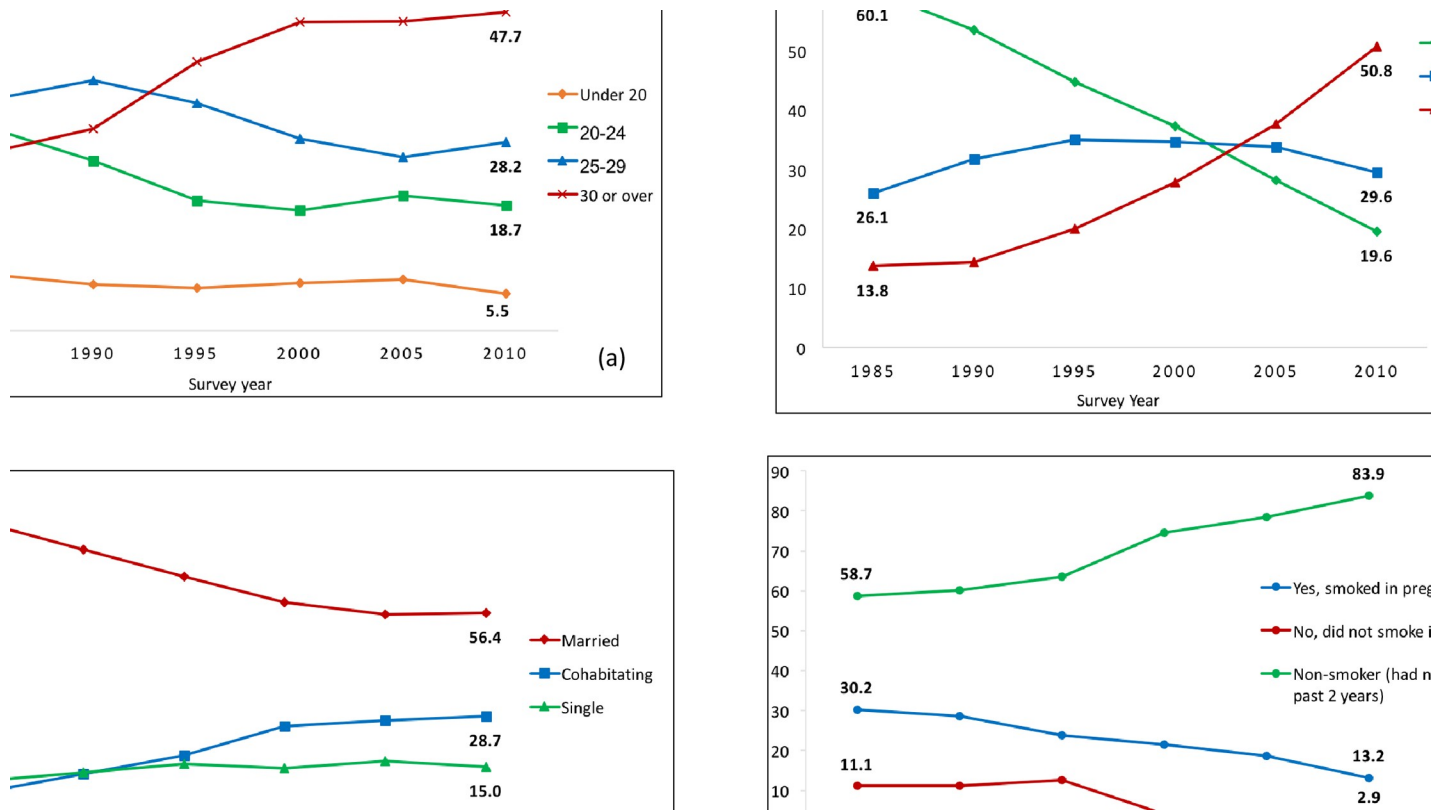 47.7
Under 20
20-24
25-29
28.2
30 or over
18.7
5.5
1990 1995 2000 2005 2010
(a)
Survey year
60.1
50
50.8
40
30
29.6
26.1
20
19.6
13.8
10
0
1985 1990 1995 2000 2005 2010
Survey Year
56.4
Married
Cohabitating
Single
28.7
15.0
90
83.9
80
70
58.7
60
Yes, smoked in preg
50
No, did not smoke i
40
Non-smoker (had n
past 2 years)
30.2
30
20
13.2
11.1
10
2.9